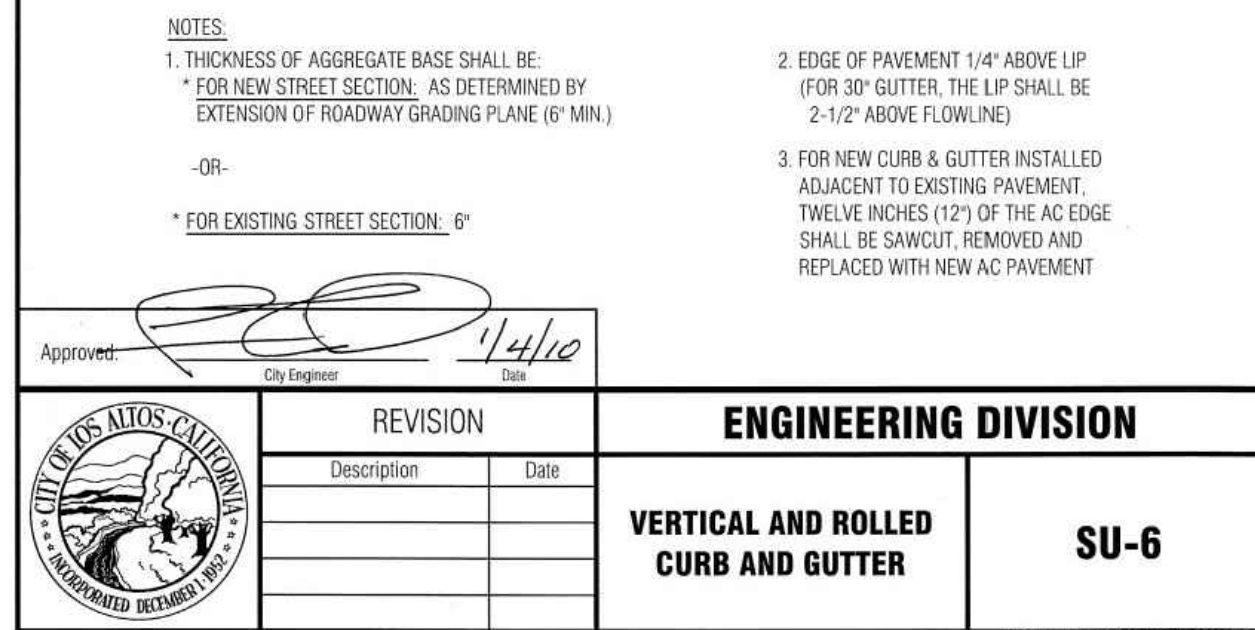 NOTES:
1. THICKNESS OF AGGREGATE BASE SHALL BE:
* FOR NEW STREET SECTION: AS DETERMINED BY
EXTENSION OF ROADWAY GRADING PLANE (6" MIN.)
-OR-
* FOR EXISTING STREET SECTION: 6"
2. EDGE OF PAVEMENT 1/4" ABOVE LIP
(FOR 30" GUTTER, THE LIP SHALL BE
2-1/2" ABOVE FLOWLINE)
3. FOR NEW CURB & GUTTER INSTALLED
ADJACENT TO EXISTING PAVEMENT,
TWELVE INCHES (12") OF THE AC EDGE
SHALL BE SAWCUT, REMOVED AND
REPLACED WITH NEW AC PAVEMENT
Approved:
1/4/10
City Engineer
Date
CITY OF LOS ALTOS · CALIFORNIA
INCORPORATED DECEMBER 1·1952
REVISION
Description
Date
ENGINEERING DIVISION
VERTICAL AND ROLLED
CURB AND GUTTER
SU-6